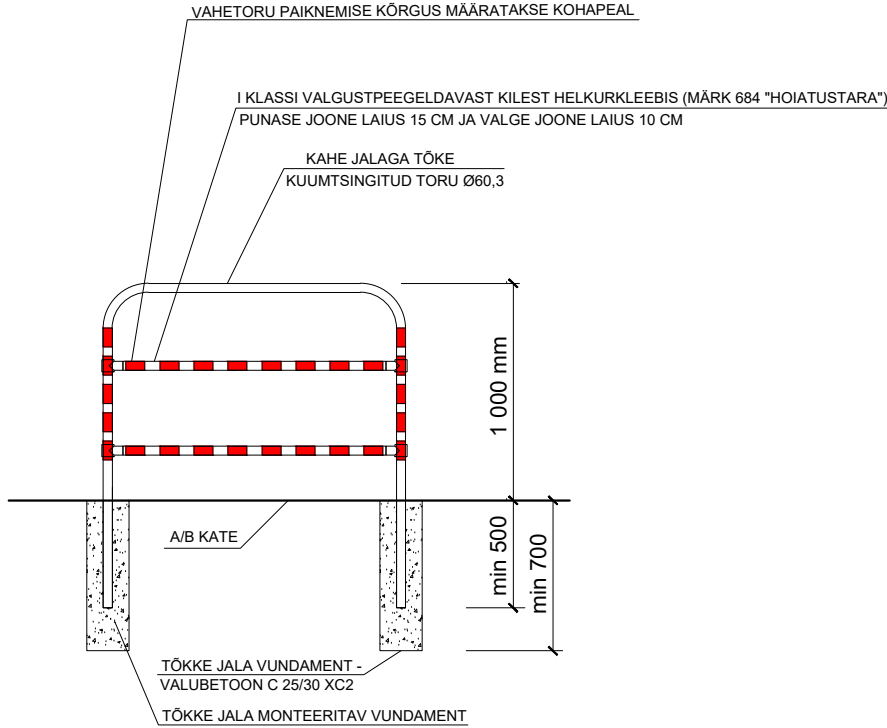 VAHETORU PAIKNEMISE KÕRGUS MÄÄRATAKSE KOHAPEAL
I KLASSI VALGUSTPEEGELDAVAST KILEST HELKURKLEEBIS (MÄRK 684 "HOIATUSTARA")
PUNASE JOONE LAIUS 15 CM JA VALGE JOONE LAIUS 10 CM
KAHE JALAGA TÕKE
KUUMTSINGITUD TORU Ø60,3
1 000 mm
A/B KATE
min 500
min 700
TÕKKE JALA VUNDAMENT -
VALUBETOON C 25/30 XC2
TÕKKE JALA MONTEERITAV VUNDAMENT